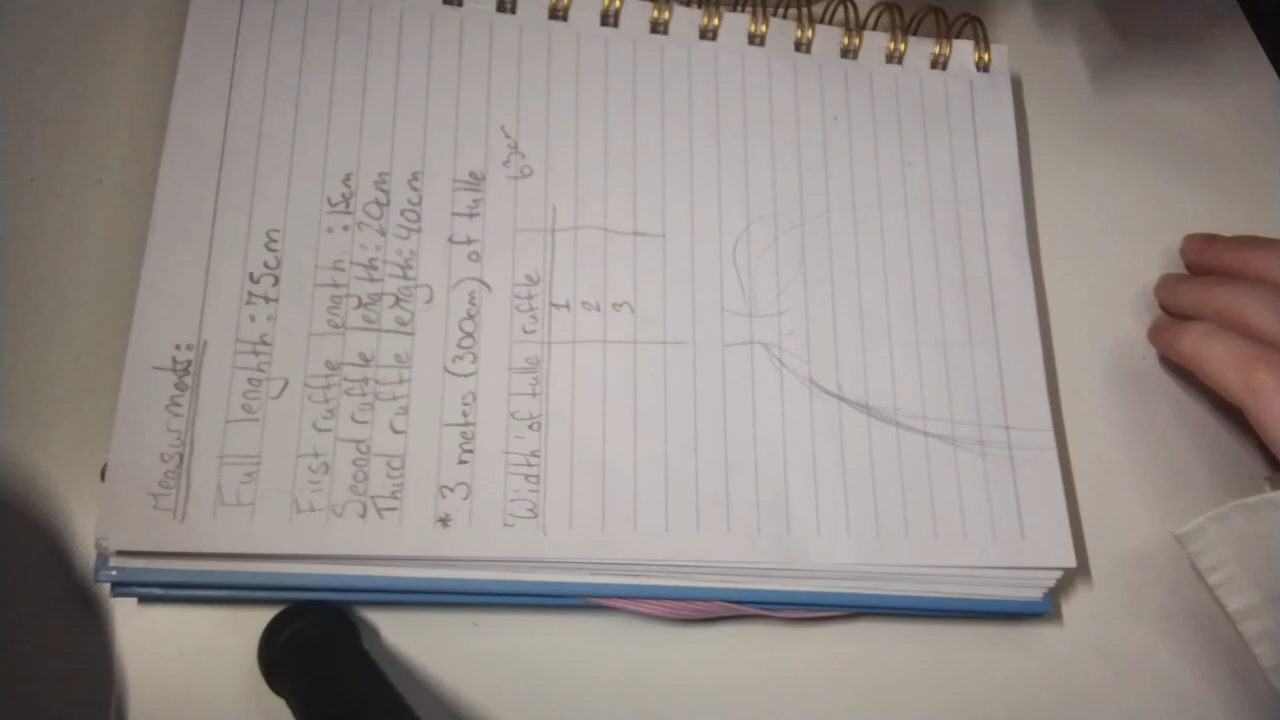 Measurments:
Full lenghth: 75cm
First ruffle length: 15cm
Second ruffle length: 20cm
Third ruffle length: 40cm
* 3 meters (300cm) of tulle
Width of tulle ruffle
1
2
3